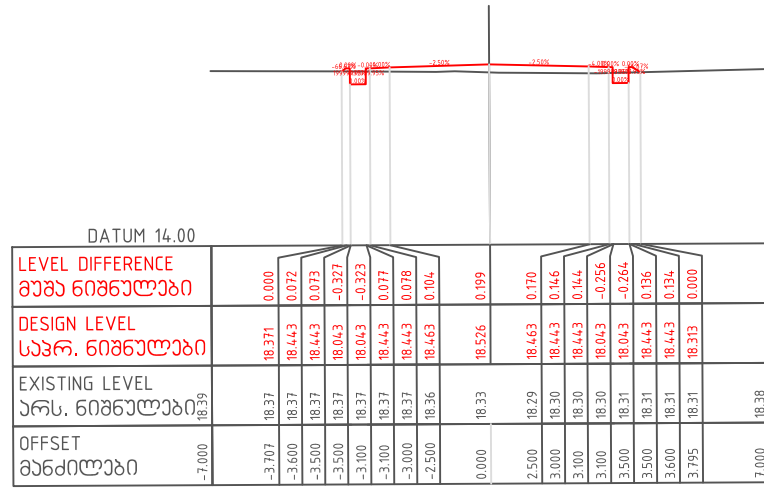 -2.50%
-2.50%
DATUM 14.00
LEVEL DIFFERENCE
მუშა ნიშნულები
0.000 0.072 0.073 -0.327 -0.323 0.077 0.078 0.104 0.199 0.170 0.146 0.144 -0.256 -0.264 0.136 0.134 0.000
DESIGN LEVEL
საპრ. ნიშნულები
18.371 18.443 18.443 18.043 18.043 18.443 18.443 18.463 18.526 18.463 18.443 18.443 18.043 18.043 18.443 18.443 18.313
EXISTING LEVEL
არს. ნიშნულები
18.39 18.37 18.37 18.37 18.37 18.37 18.37 18.37 18.36 18.33 18.29 18.30 18.30 18.30 18.31 18.31 18.31 18.31 18.38
OFFSET
მანძილები
-7.000 -3.707 -3.600 -3.500 -3.500 -3.100 -3.100 -3.000 -2.500 0.000 2.500 3.000 3.100 3.100 3.500 3.500 3.600 3.795 7.000